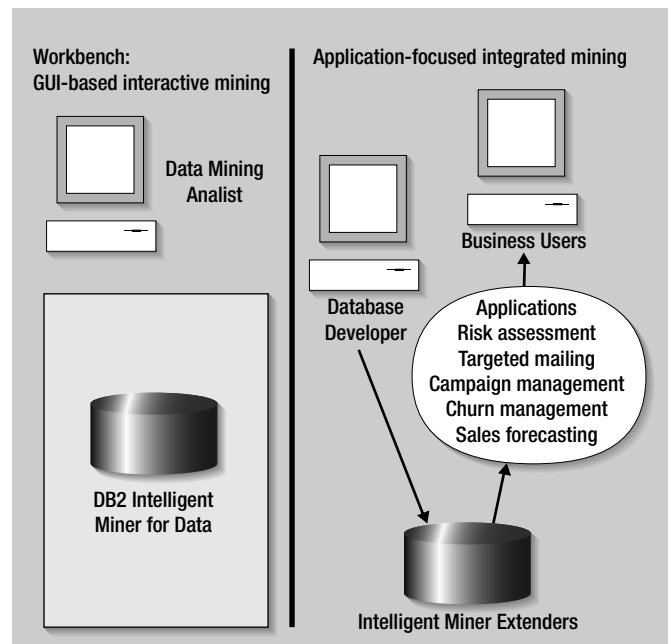 Workbench:
GUI-based interactive mining
Data Mining
Analist
DB2 Intelligent
Miner for Data
Application-focused integrated mining
Business Users
Database
Developer
Applications
Risk assessment
Targeted mailing
Campaign management
Churn management
Sales forecasting
Intelligent Miner Extenders